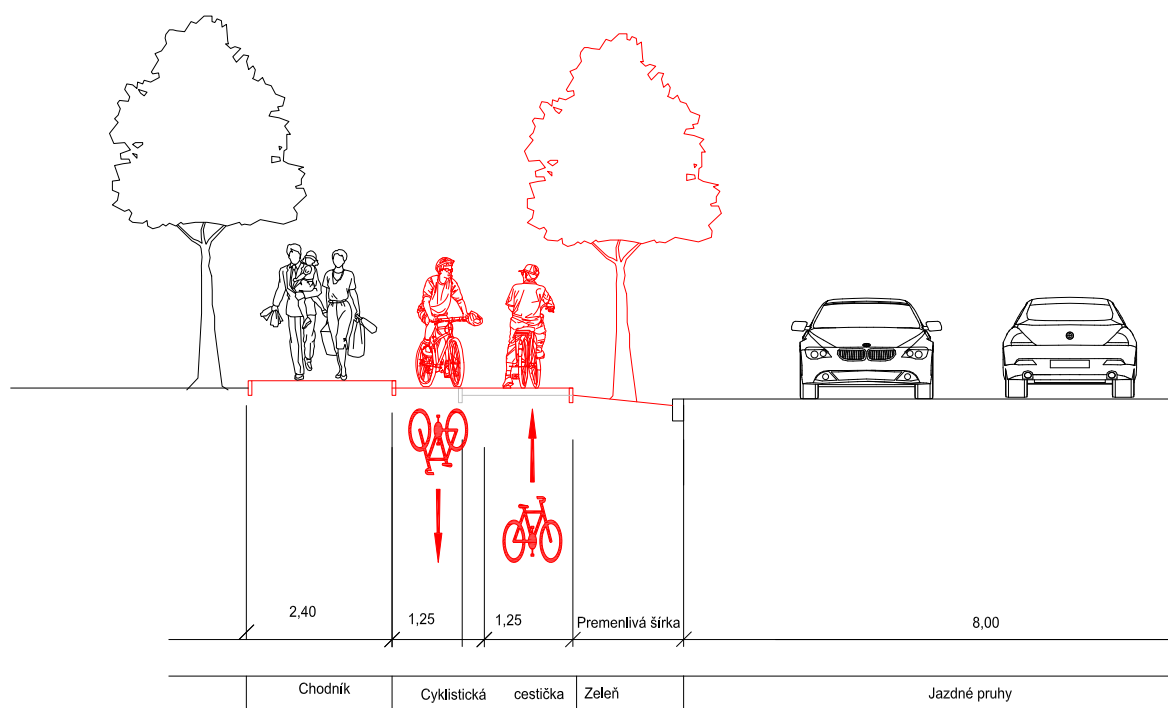 2,40
1,25
1,25
Premenlivá šírka
8,00
Chodník
Cyklistická cestička
Zeleň
Jazdné pruhy